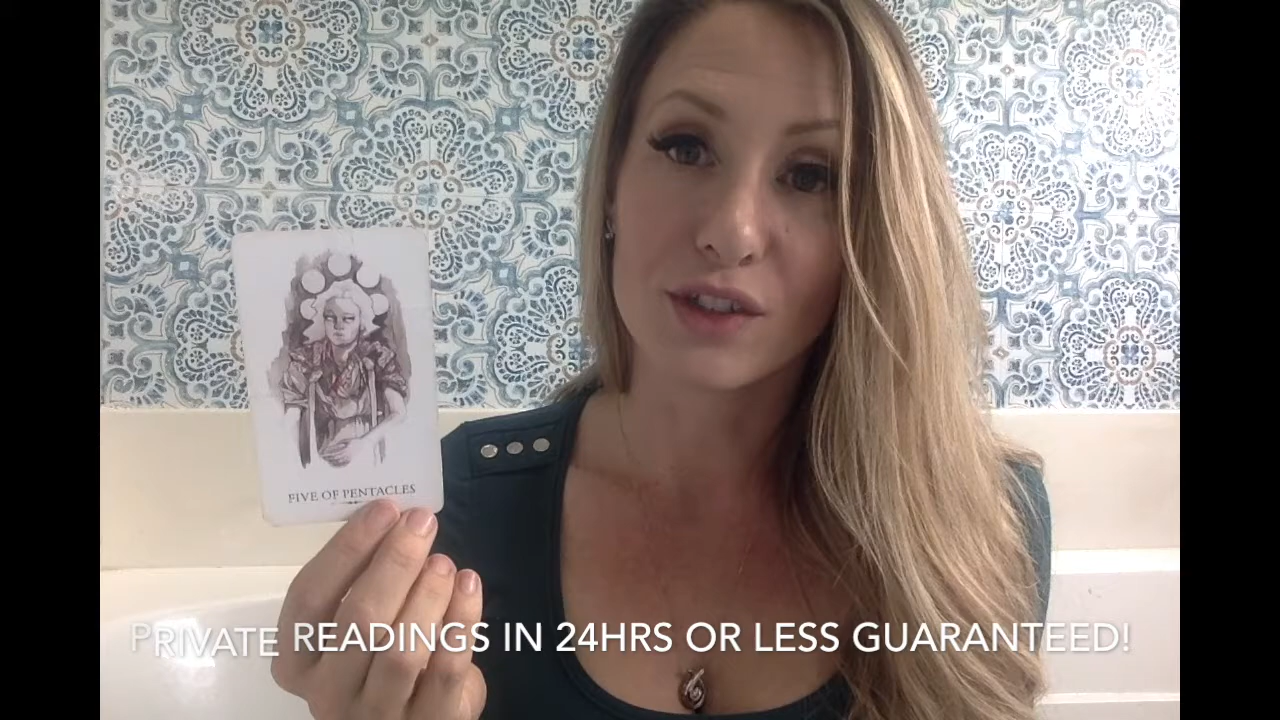 FIVE OF PENTACLES
PRIVATE READINGS IN 24HRS OR LESS GUARANTEED!